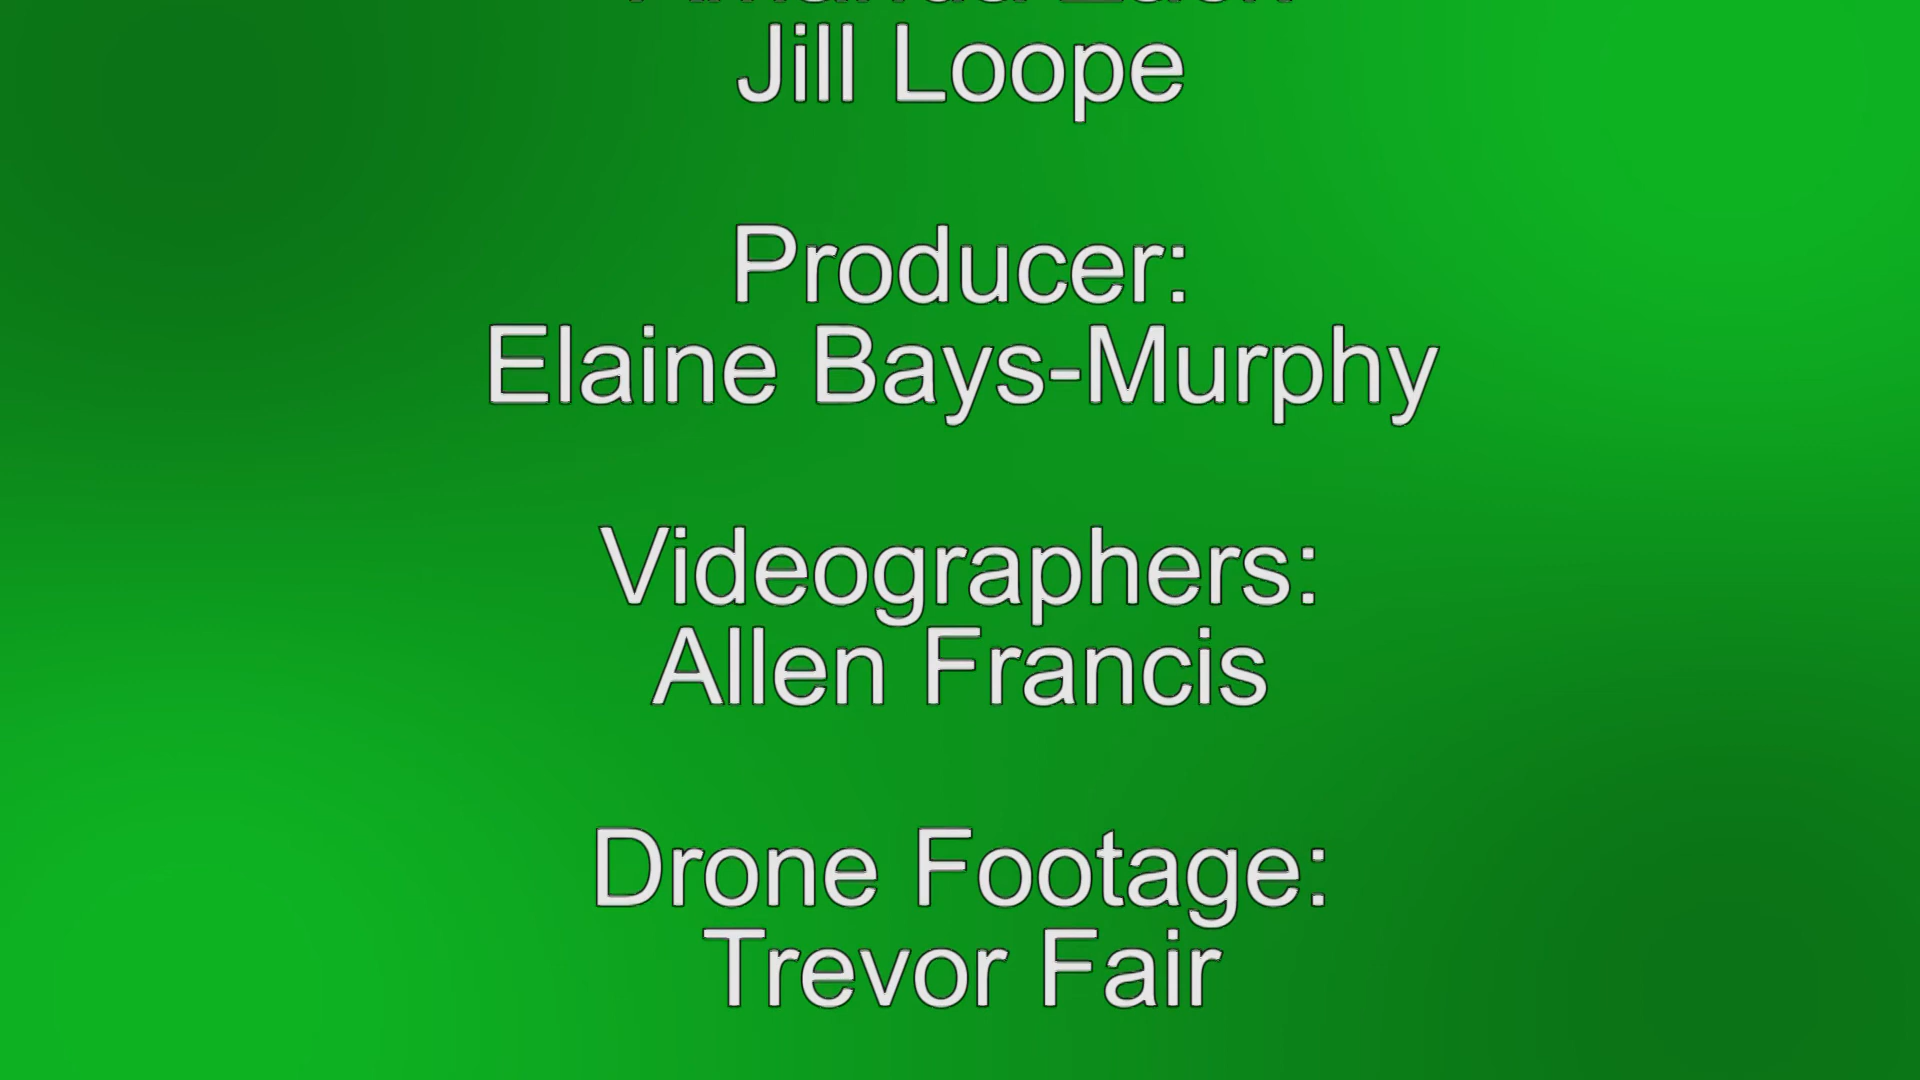 Jill Loope
Producer:
Elaine Bays-Murphy
Videographers:
Allen Francis
Drone Footage:
Trevor Fair